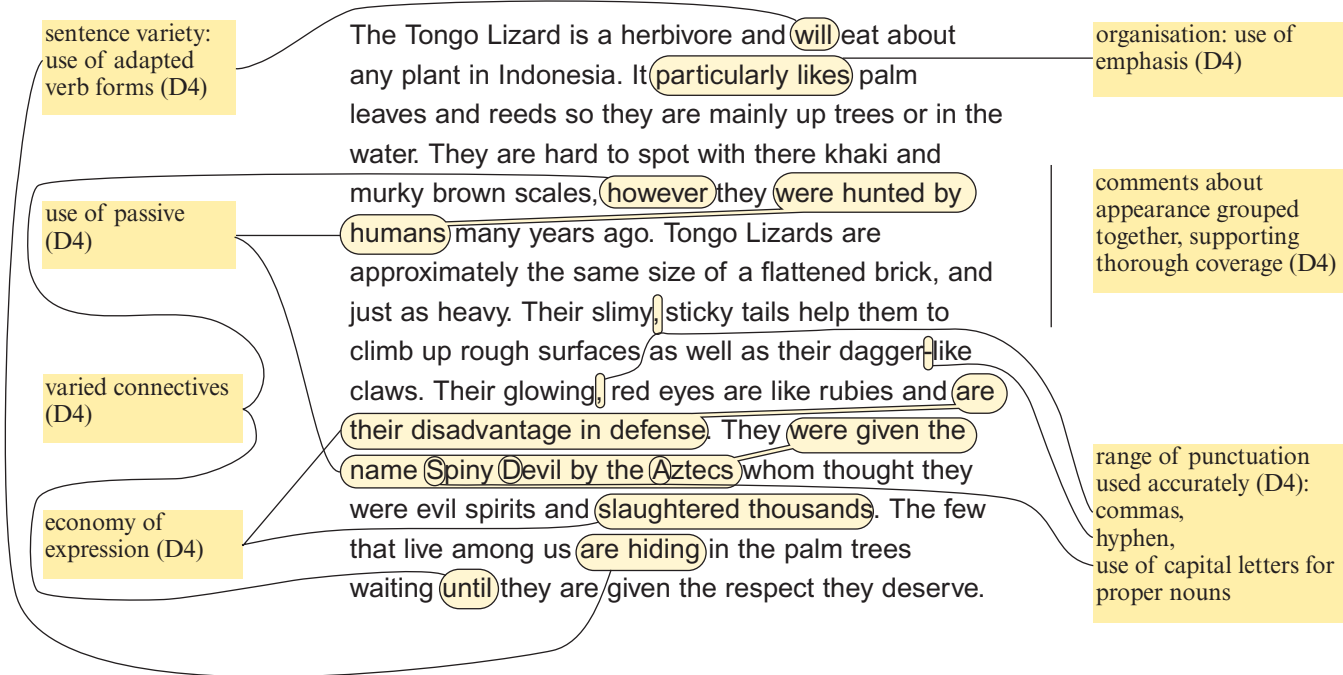 sentence variety:
use of adapted
verb forms (D4)
use of passive
(D4)
varied connectives
(D4)
economy of
expression (D4)
The Tongo Lizard is a herbivore and will eat about
any plant in Indonesia. It particularly likes palm
leaves and reeds so they are mainly up trees or in the
water. They are hard to spot with there khaki and
murky brown scales, however they were hunted by
humans many years ago. Tongo Lizards are
approximately the same size of a flattened brick, and
just as heavy. Their slimy, sticky tails help them to
climb up rough surfaces as well as their dagger-like
claws. Their glowing, red eyes are like rubies and are
their disadvantage in defense. They were given the
name Spiny Devil by the Aztecs whom thought they
were evil spirits and slaughtered thousands. The few
that live among us are hiding in the palm trees
waiting until they are given the respect they deserve.
organisation: use of
emphasis (D4)
comments about
appearance grouped
together, supporting
thorough coverage (D4)
range of punctuation
used accurately (D4):
commas,
hyphen,
use of capital letters for
proper nouns